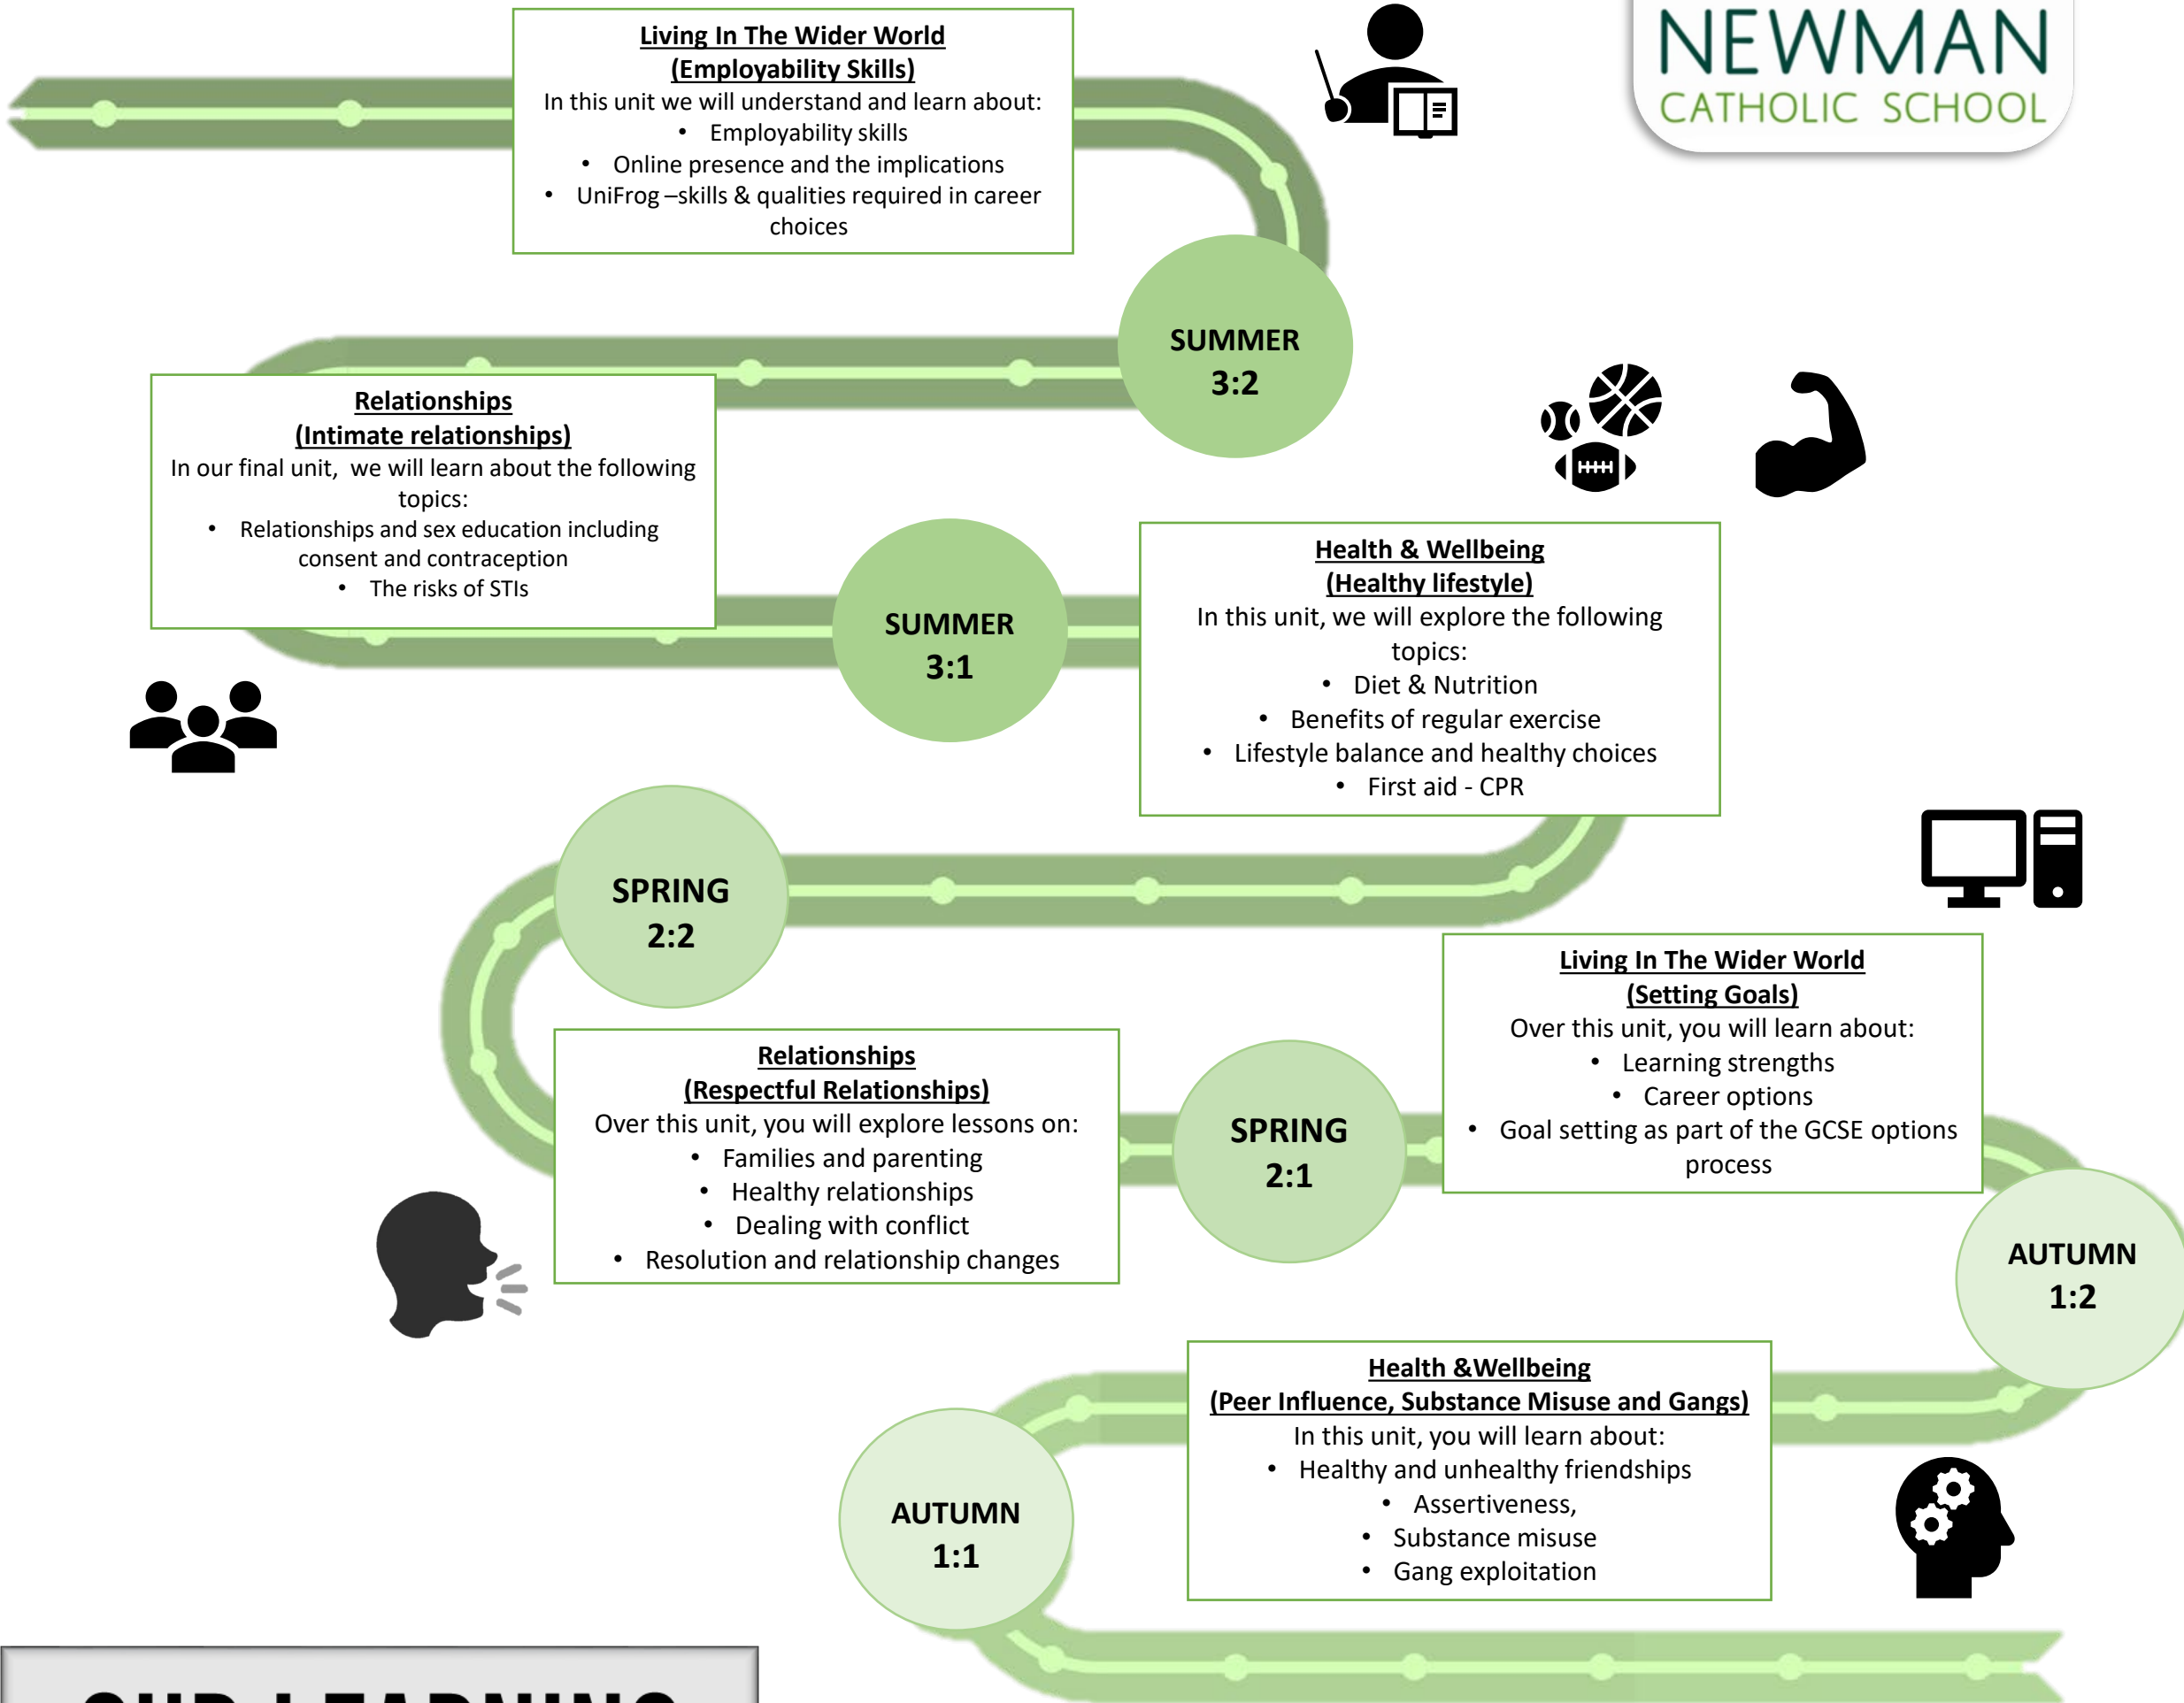 NEWMAN
CATHOLIC SCHOOL
Living In The Wider World
(Employability Skills)
In this unit we will understand and learn about:
• Employability skills
• Online presence and the implications
• UniFrog –skills & qualities required in career
choices
SUMMER
3:2
Relationships
(Intimate relationships)
In our final unit, we will learn about the following
topics:
• Relationships and sex education including
consent and contraception
• The risks of STIs
SUMMER
3:1
Health & Wellbeing
(Healthy lifestyle)
In this unit, we will explore the following
topics:
• Diet & Nutrition
• Benefits of regular exercise
• Lifestyle balance and healthy choices
• First aid - CPR
SPRING
2:2
Relationships
(Respectful Relationships)
Over this unit, you will explore lessons on:
• Families and parenting
• Healthy relationships
• Dealing with conflict
• Resolution and relationship changes
SPRING
2:1
Living In The Wider World
(Setting Goals)
Over this unit, you will learn about:
• Learning strengths
• Career options
• Goal setting as part of the GCSE options
process
AUTUMN
1:2
Health &Wellbeing
(Peer Influence, Substance Misuse and Gangs)
In this unit, you will learn about:
• Healthy and unhealthy friendships
• Assertiveness,
• Substance misuse
• Gang exploitation
AUTUMN
1:1
OUR LEARNING